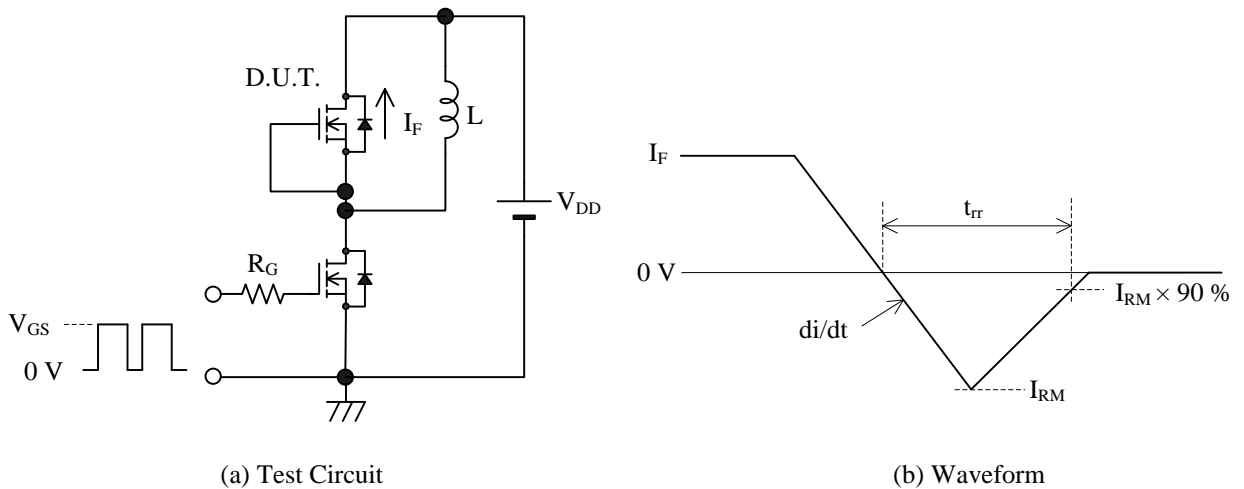 D.U.T.
I_F
L
V_DD
R_G
V_GS
0 V
(a) Test Circuit
I_F
t_rr
0 V
I_RM × 90 %
di/dt
I_RM
(b) Waveform